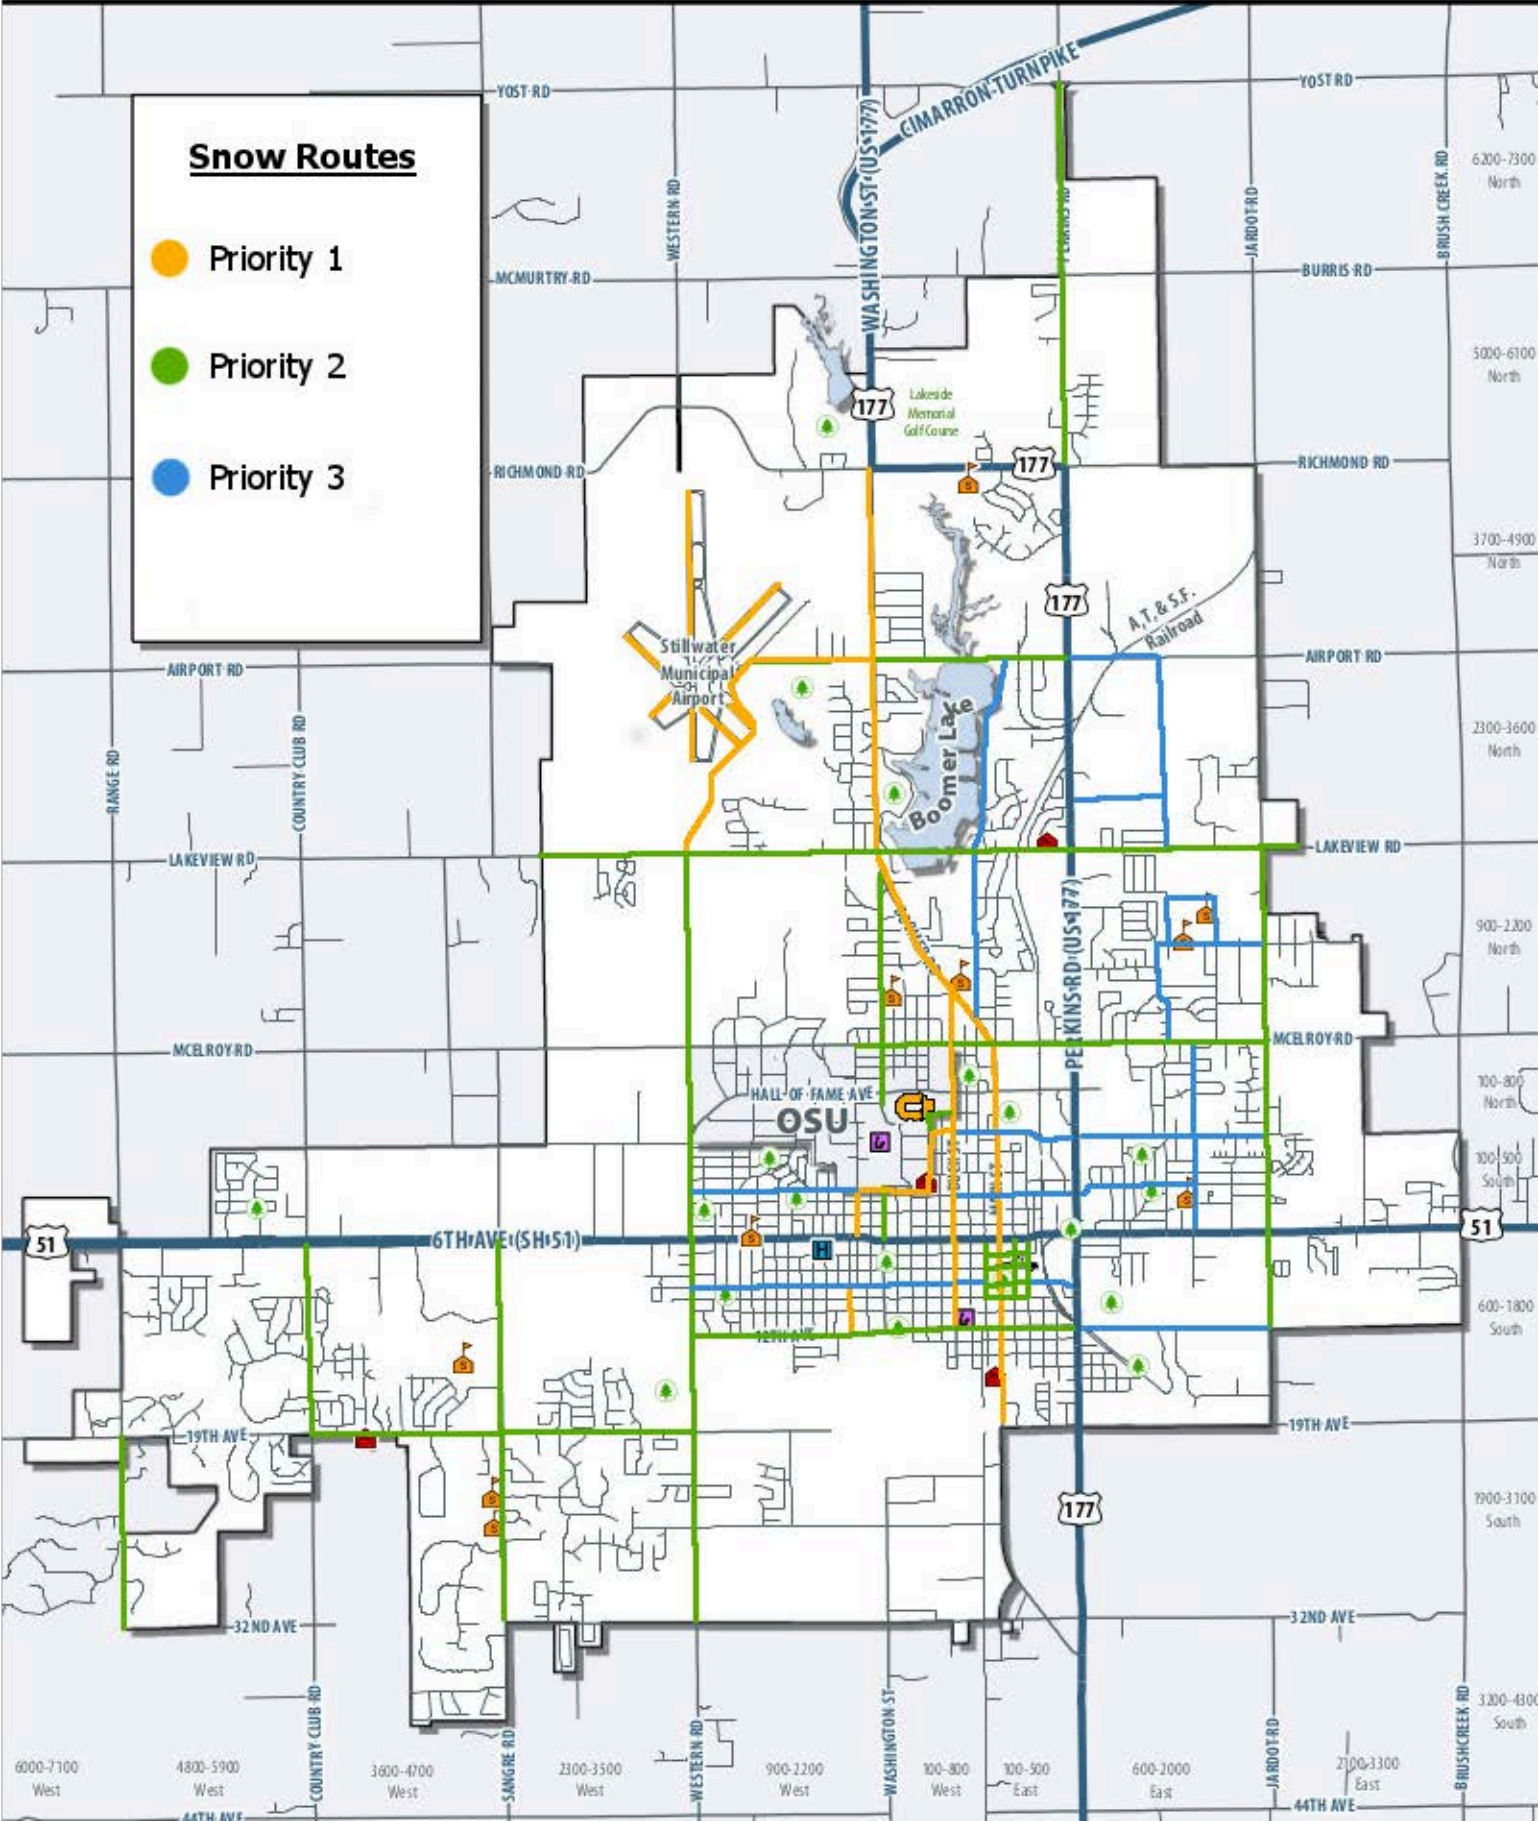 Snow Routes
Priority 1
Priority 2
Priority 3
YOST RD
YOST RD
CIMARRON TURNPIKE
WASHINGTON ST (US 177)
WESTERN RD
PERKINS RD
JARDOT RD
BRUSH CREEK RD
6200-7300
North
MCMURTRY RD
BURRIS RD
5000-6100
North
177
Lakeside
Memorial
Golf Course
RICHMOND RD
177
RICHMOND RD
3700-4900
North
177
A.T. & S.F.
Railroad
Stillwater
Municipal
Airport
AIRPORT RD
AIRPORT RD
RANGE RD
COUNTRY CLUB RD
Boomer Lake
2300-3600
North
LAKEVIEW RD
LAKEVIEW RD
PERKINS RD (US 177)
900-2200
North
MCELROY RD
MCELROY RD
HALL OF FAME AVE
OSU
100-800
North
100-500
South
51
6TH AVE (SH 51)
51
H
600-1800
South
12TH AVE
19TH AVE
19TH AVE
177
1900-3100
South
32ND AVE
32ND AVE
COUNTRY CLUB RD
SANGRE RD
WESTERN RD
WASHINGTON ST
JARDOT RD
BRUSHCREEK RD
3200-4300
South
6000-7100
West
4800-5900
West
3600-4700
West
2300-3500
West
900-2200
West
100-800
West
100-500
East
600-2000
East
2100-3300
East
44TH AVE
44TH AVE